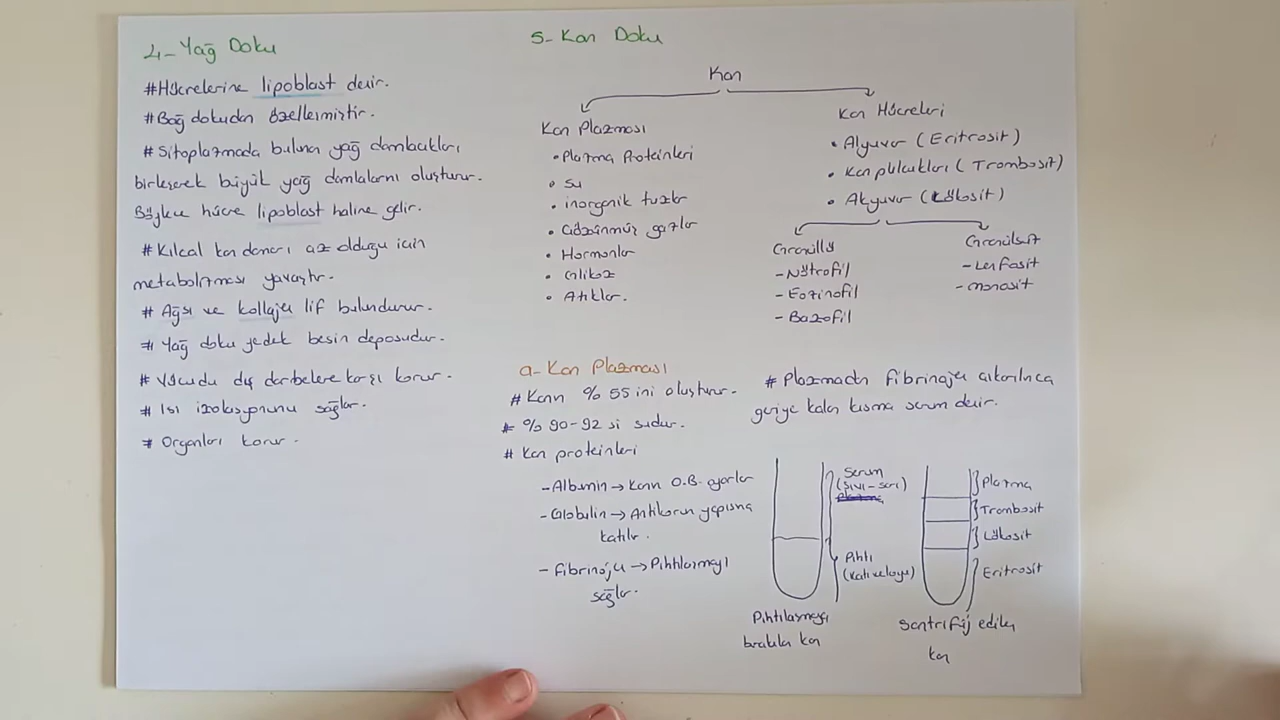 4- Yağ Doku
#Hücrelerine lipoblast denir.
#Bağ dokudan özelleşmiştir.
#Sitoplazmada bulunan yağ damlacıkları
birleşerek büyük yağ damlalarını oluşturur.
Böylece hücre lipoblast haline gelir.
#Kılcal kan damarı az olduğu için
metabolizması yavaştır.
# Ağsı ve kollajen lif bulundurur.
# Yağ doku yedek besin deposudur.
# Vücudu dış darbelere karşı korur.
# Isı izolasyonunu sağlar.
# Organları korur.
5- Kan Doku
Kan
Kan Plazması
• Plazma Proteinleri
• Su
• inorganik tuzlar
• Çözünmüş gazlar
• Hormonlar
• Glikoz
• Atıklar.
Kan Hücreleri
• Alyuvar (Eritrosit)
• Kan pulcukları (Trombosit)
• Akyuvar (Lökosit)
Granüllü
- Nötrofil
- Eozinofil
- Bazofil
Granülsüz
- Lenfosit
- monosit
a- Kan Plazması
# Kanın % 55 ini oluşturur.
# % 90-92 si sudur.
# Kan proteinleri
- Albumin → Kanın O.B. ayarlar
- Globulin → Antikorun yapısına
katılır.
- Fibrinojen → Pıhtılaşmayı
sağlar.
# Plazmadan fibrinojen çıkarılınca
geriye kalan kısma serum denir.
Serum
(Sıvı-sarı)
Pıhtı
(katı ve koyu)
Pıhtılaşmaya
bırakılan kan
Plazma
Trombosit
Lökosit
Eritrosit
Santrifüj edilen
kan